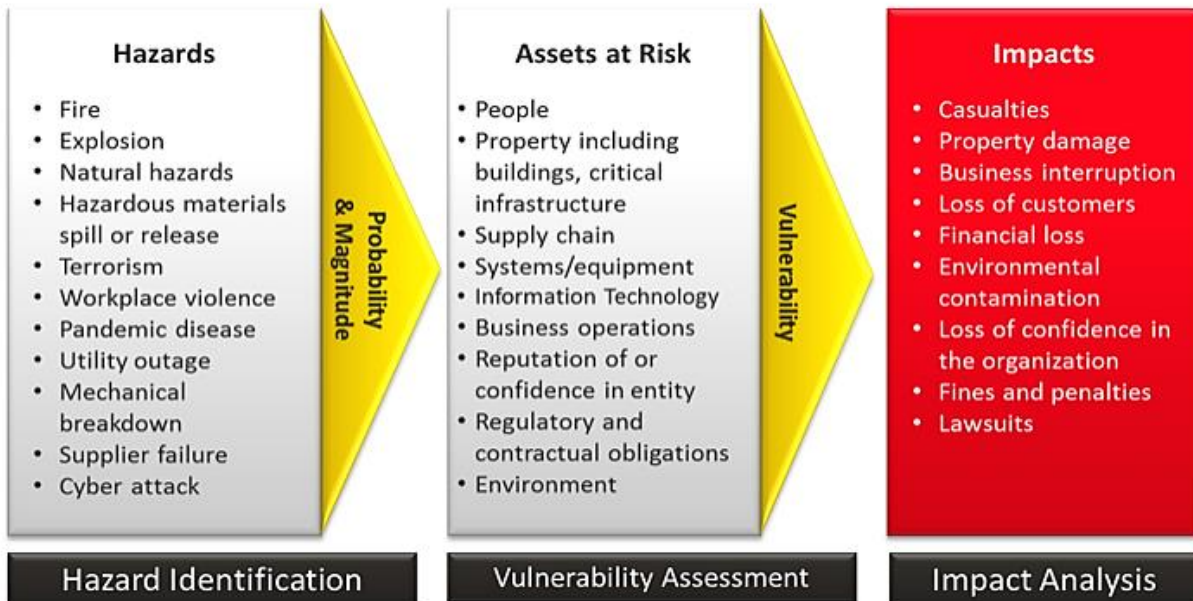 Hazards
• Fire
• Explosion
• Natural hazards
• Hazardous materials
spill or release
• Terrorism
• Workplace violence
• Pandemic disease
• Utility outage
• Mechanical
breakdown
• Supplier failure
• Cyber attack
Probability
& Magnitude
Assets at Risk
• People
• Property including
buildings, critical
infrastructure
• Supply chain
• Systems/equipment
• Information Technology
• Business operations
• Reputation of or
confidence in entity
• Regulatory and
contractual obligations
• Environment
Vulnerability
Impacts
• Casualties
• Property damage
• Business interruption
• Loss of customers
• Financial loss
• Environmental
contamination
• Loss of confidence in
the organization
• Fines and penalties
• Lawsuits
Hazard Identification
Vulnerability Assessment
Impact Analysis